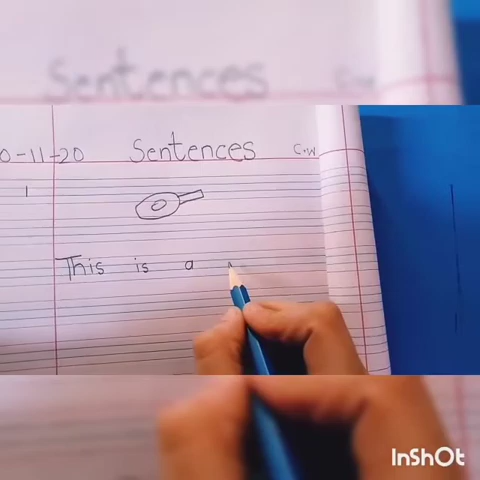 Sentences
0-11-20 Sentences C.W
1
This is a
InShOt